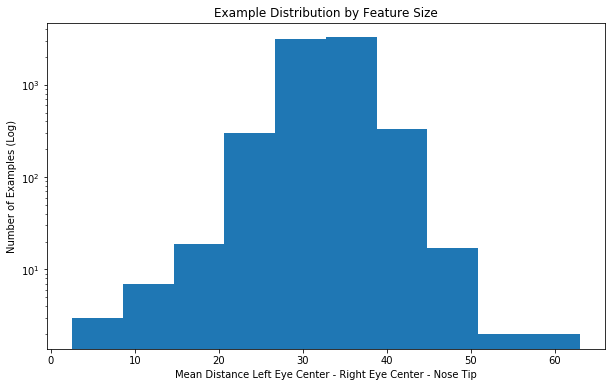 Example Distribution by Feature Size
Number of Examples (Log)
10³
10²
10¹
0 10 20 30 40 50 60
Mean Distance Left Eye Center - Right Eye Center - Nose Tip